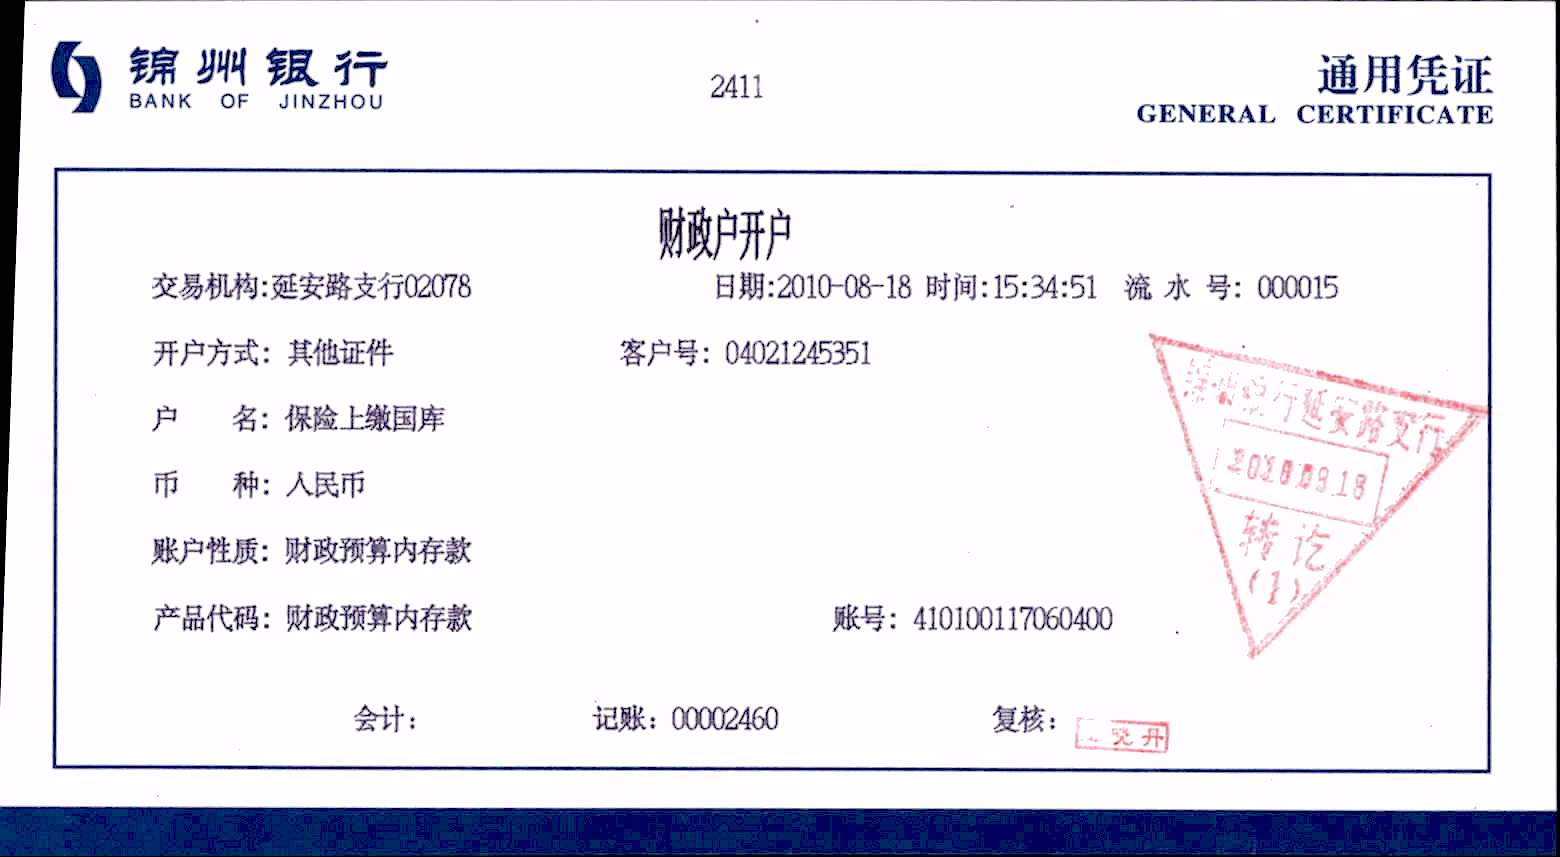 锦州银行
BANK OF JINZHOU
2411
通用凭证
GENERAL CERTIFICATE
财政户开户
交易机构:延安路支行02078 日期:2010-08-18 时间:15:34:51 流 水 号: 000015
开户方式: 其他证件 客户号: 04021245351
户 名: 保险上缴国库
币 种: 人民币
账户性质: 财政预算内存款
产品代码: 财政预算内存款 账号: 410100117060400
会计: 记账: 00002460 复核:
锦州银行延安路支行
转讫
(1)